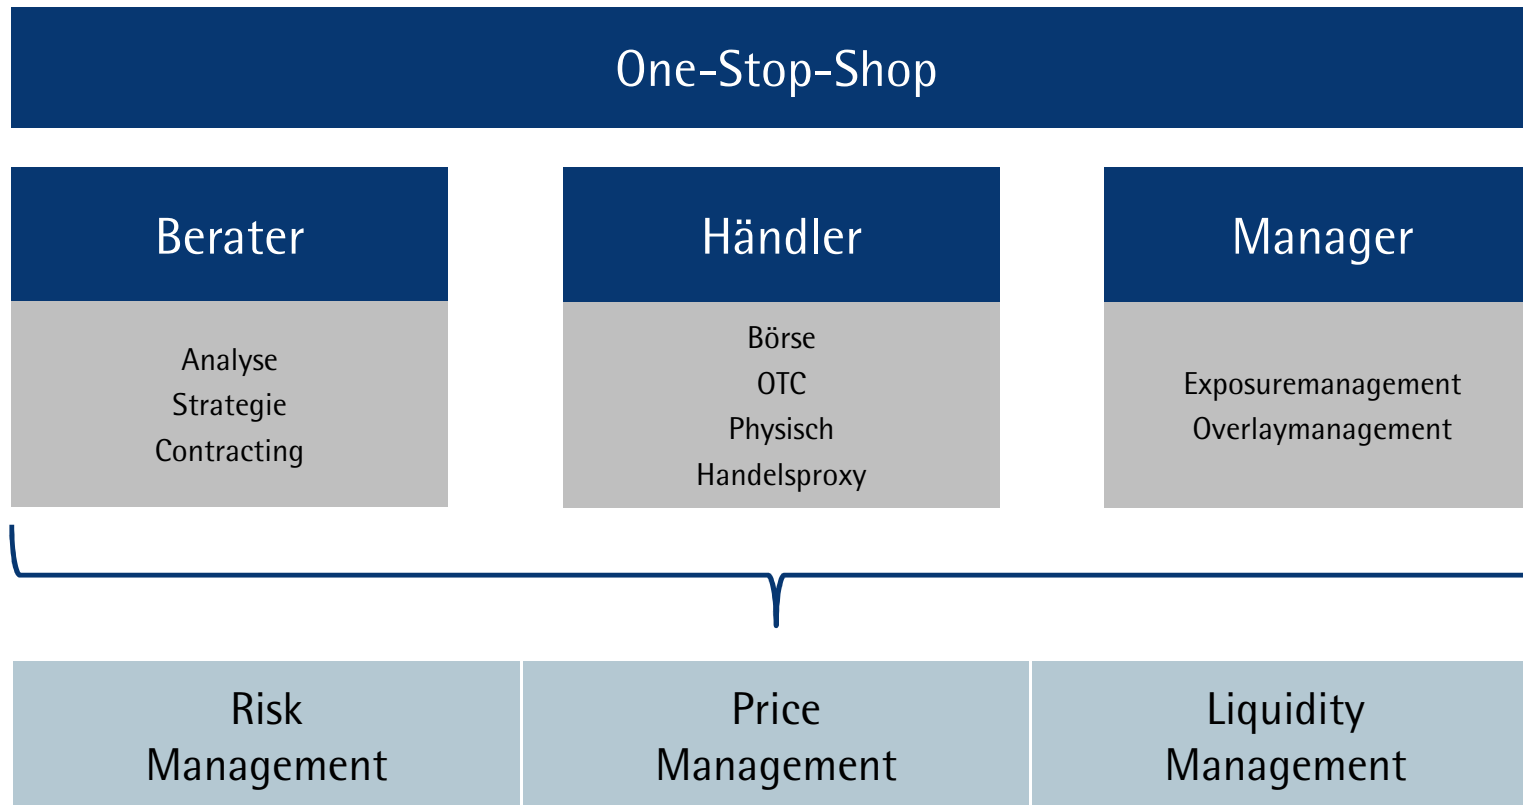 One-Stop-Shop
Berater
Händler
Manager
Analyse
Strategie
Contracting
Börse
OTC
Physisch
Handelsproxy
Exposuremanagement
Overlaymanagement
Risk
Management
Price
Management
Liquidity
Management